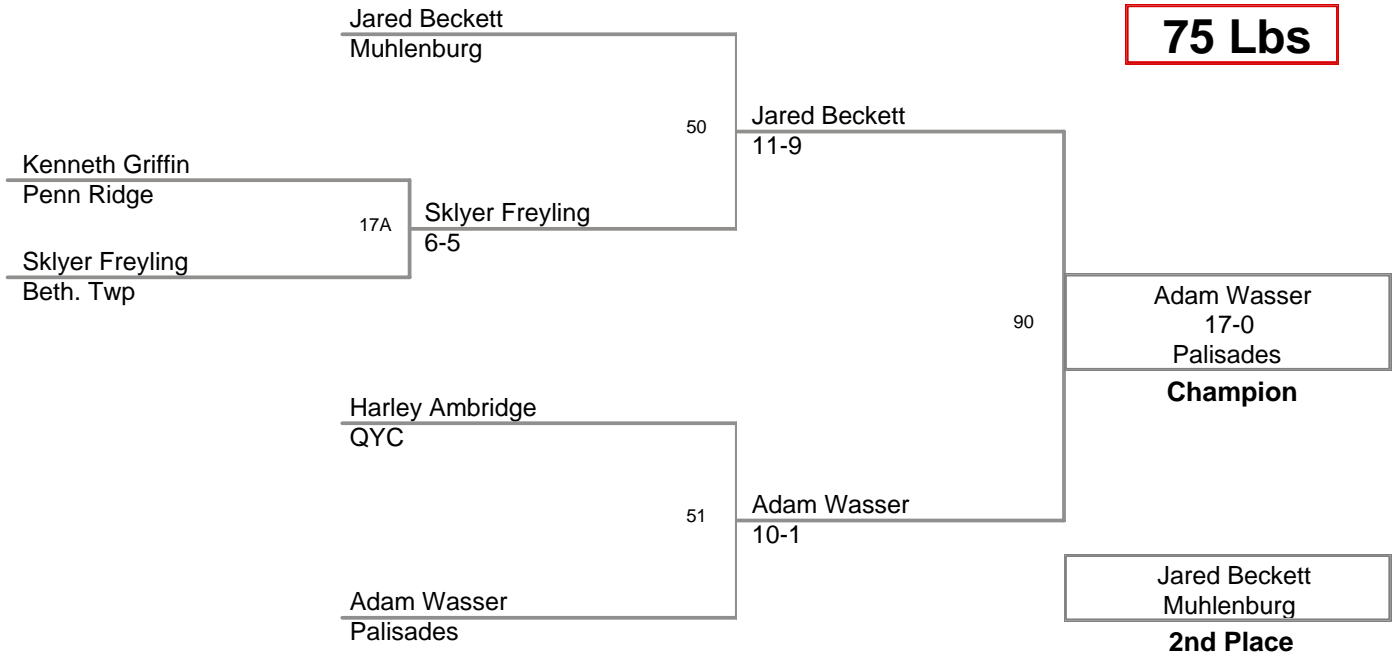 Jared Beckett
Muhlenburg
75 Lbs
50
Jared Beckett
11-9
Kenneth Griffin
Penn Ridge
17A
Sklyer Freyling
6-5
Sklyer Freyling
Beth. Twp
90
Adam Wasser
17-0
Palisades
Champion
Harley Ambridge
QYC
51
Adam Wasser
10-1
Adam Wasser
Palisades
Jared Beckett
Muhlenburg
2nd Place